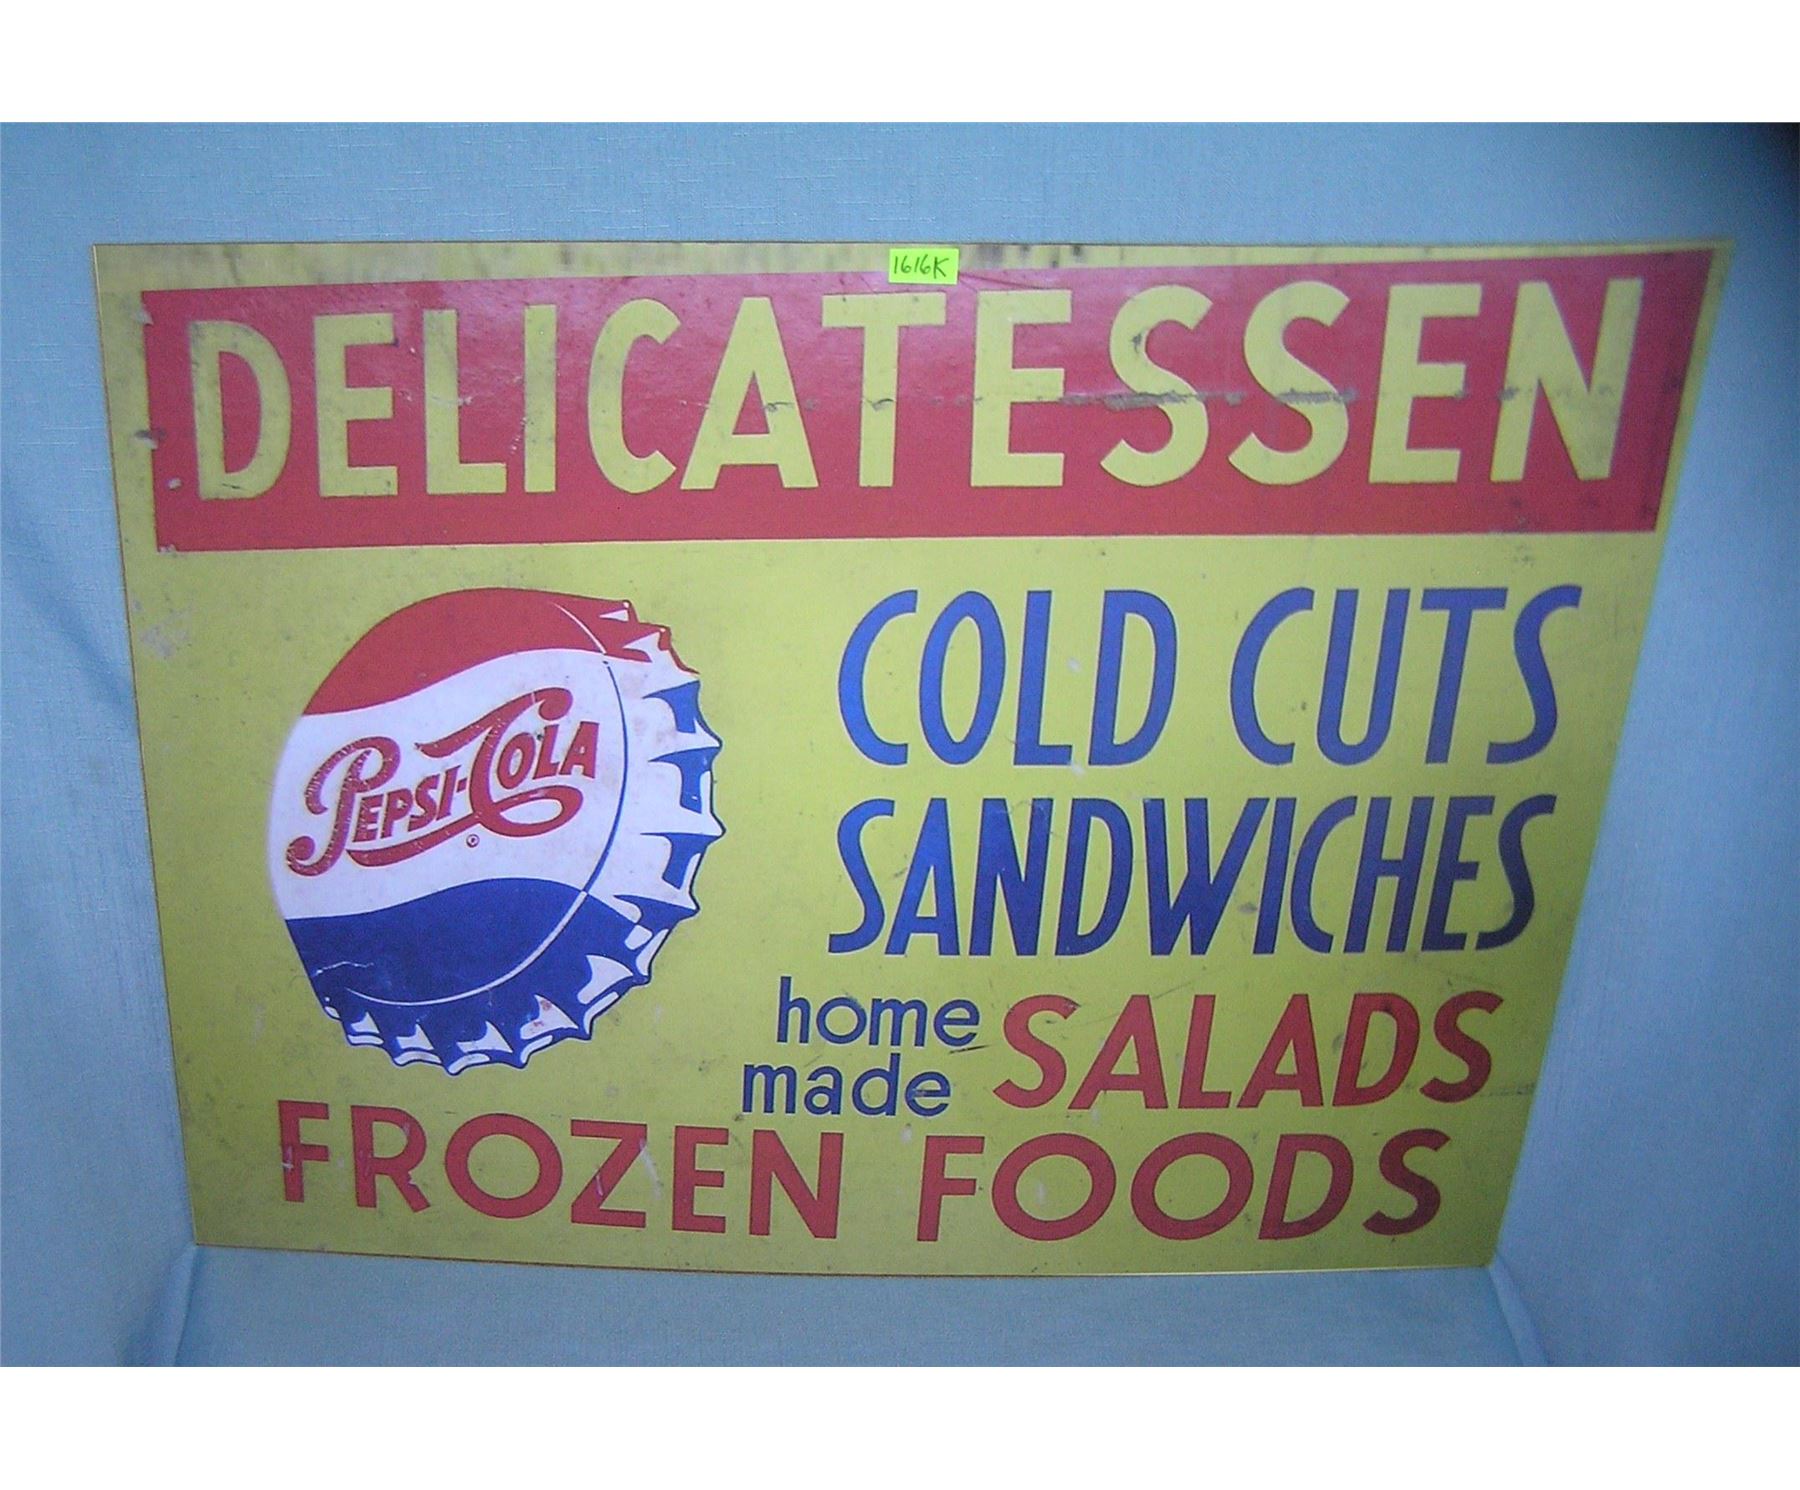 1616K
DELICATESSEN
PEPSI-COLA
®
COLD CUTS
SANDWICHES
home
made SALADS
FROZEN FOODS